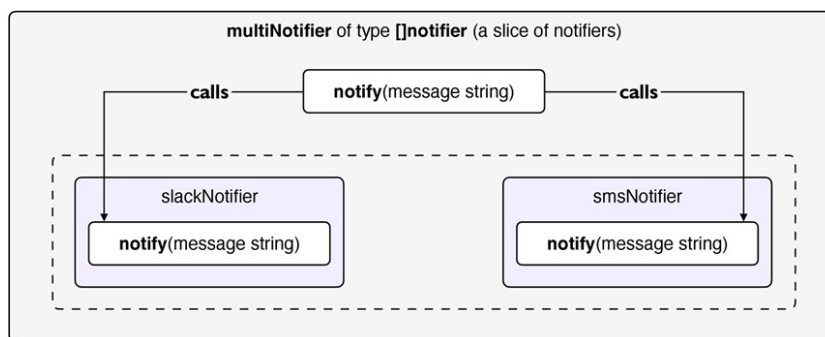 multiNotifier of type []notifier (a slice of notifiers)
calls notify(message string) calls
slackNotifier smsNotifier
notify(message string) notify(message string)